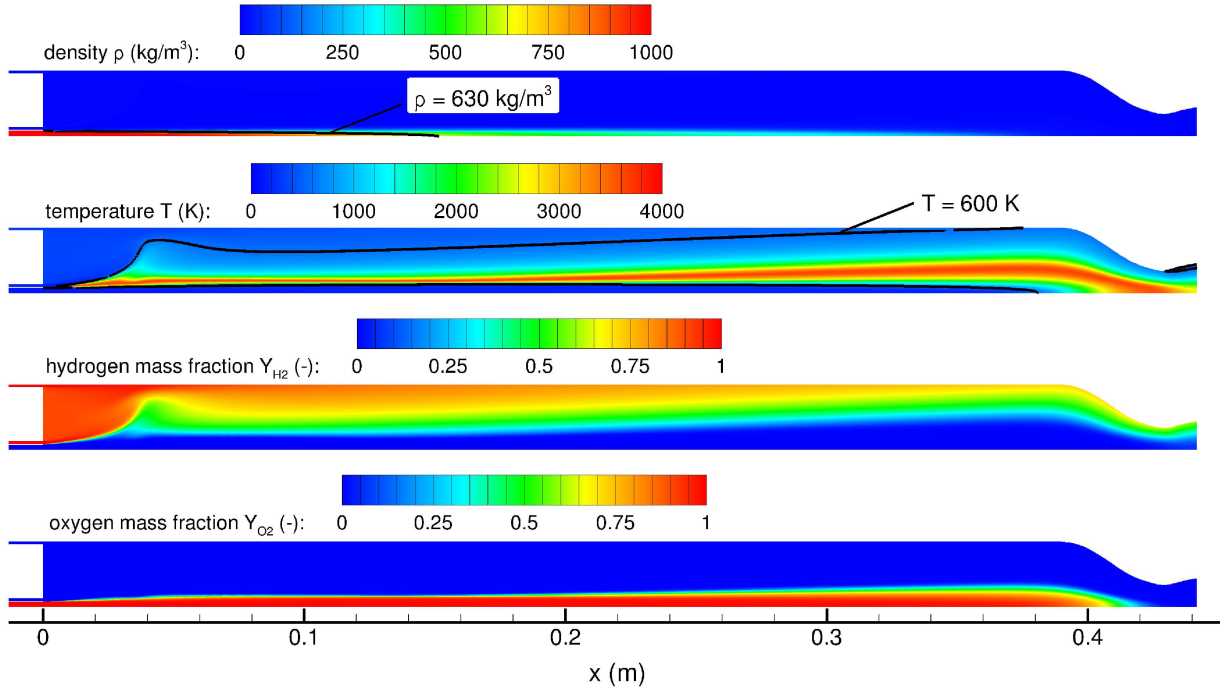 density ρ (kg/m³): 0 250 500 750 1000
ρ = 630 kg/m³
temperature T (K): 0 1000 2000 3000 4000
T = 600 K
hydrogen mass fraction Y_H2 (-): 0 0.25 0.5 0.75 1
oxygen mass fraction Y_O2 (-): 0 0.25 0.5 0.75 1
0 0.1 0.2 0.3 0.4
x (m)